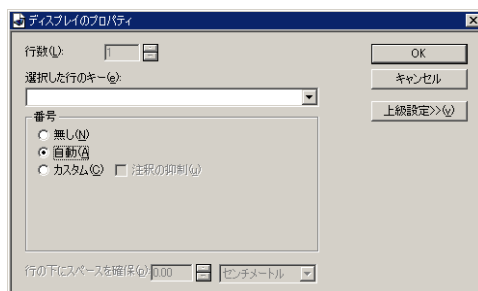 ディスプレイのプロパティ
行数(L): 1
OK
選択した行のキー(e):
キャンセル
上級設定>>(v)
番号
無し(N)
自動(A
カスタム(C) 注釈の抑制(u)
行の下にスペースを確保(p) 0.00 センチメートル